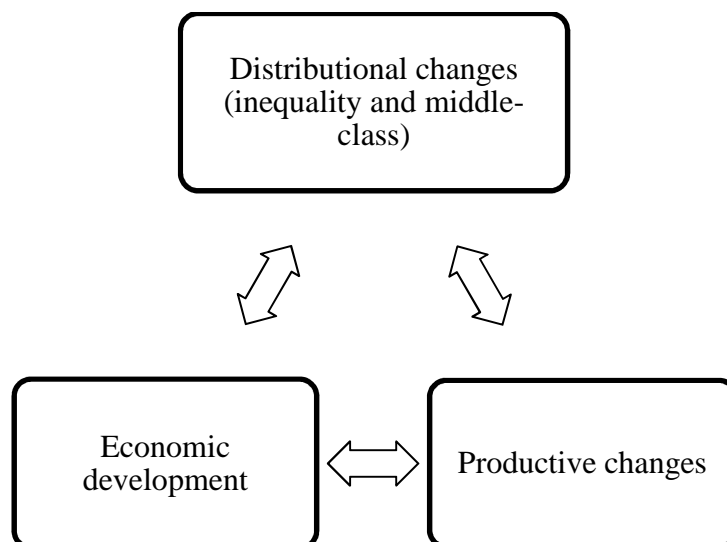 Distributional changes
(inequality and middle-
class)
Economic
development
Productive changes